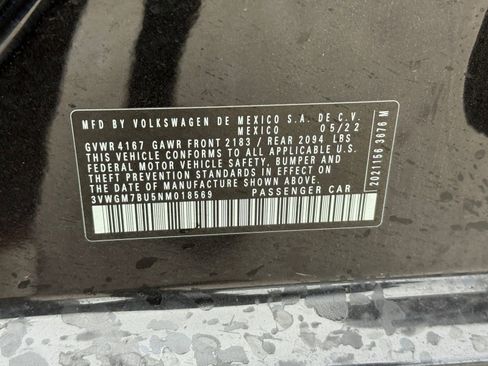 MFD BY VOLKSWAGEN DE MEXICO S.A. DE C.V.
MEXICO 05/22
GVWR4167 GAWR FRONT 2183 / REAR 2094 LBS
THIS VEHICLE CONFORMS TO ALL APPLICABLE U.S.
FEDERAL MOTOR VEHICLE SAFETY, BUMPER AND
THEFT PREVENTION STANDARDS IN EFFECT ON THE
DATE OF MANUFACTURE SHOWN ABOVE.
3VWGM7BU5NM018569 PASSENGER CAR
2021156 3676 M